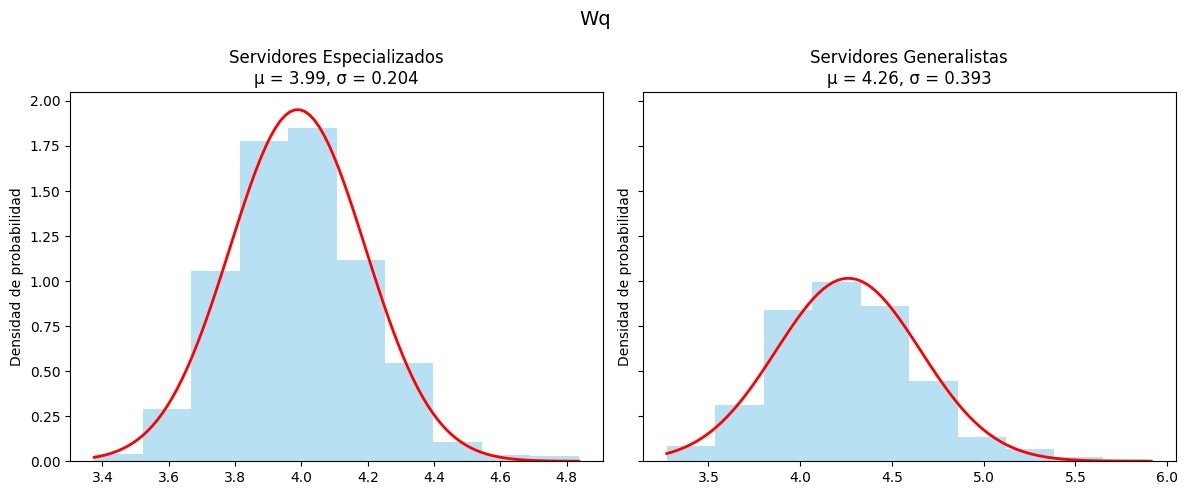 Wq
Servidores Especializados
μ = 3.99, σ = 0.204
Densidad de probabilidad
2.00
1.75
1.50
1.25
1.00
0.75
0.50
0.25
0.00
3.4 3.6 3.8 4.0 4.2 4.4 4.6 4.8
Servidores Generalistas
μ = 4.26, σ = 0.393
Densidad de probabilidad
3.5 4.0 4.5 5.0 5.5 6.0